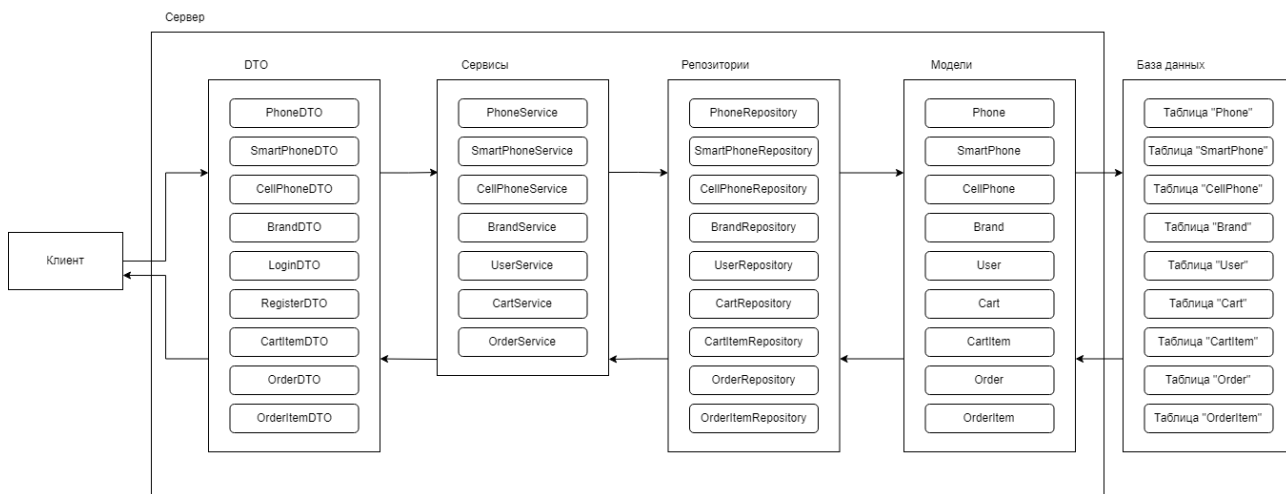 Сервер
DTO
Сервисы
Репозитории
Модели
База данных
PhoneDTO
PhoneService
PhoneRepository
Phone
Таблица "Phone"
SmartPhoneDTO
SmartPhoneService
SmartPhoneRepository
SmartPhone
Таблица "SmartPhone"
CellPhoneDTO
CellPhoneService
CellPhoneRepository
CellPhone
Таблица "CellPhone"
BrandDTO
BrandService
BrandRepository
Brand
Таблица "Brand"
Клиент
LoginDTO
UserService
UserRepository
User
Таблица "User"
RegisterDTO
CartService
CartRepository
Cart
Таблица "Cart"
CartItemDTO
OrderService
CartItemRepository
CartItem
Таблица "CartItem"
OrderDTO
OrderRepository
Order
Таблица "Order"
OrderItemDTO
OrderItemRepository
OrderItem
Таблица "OrderItem"